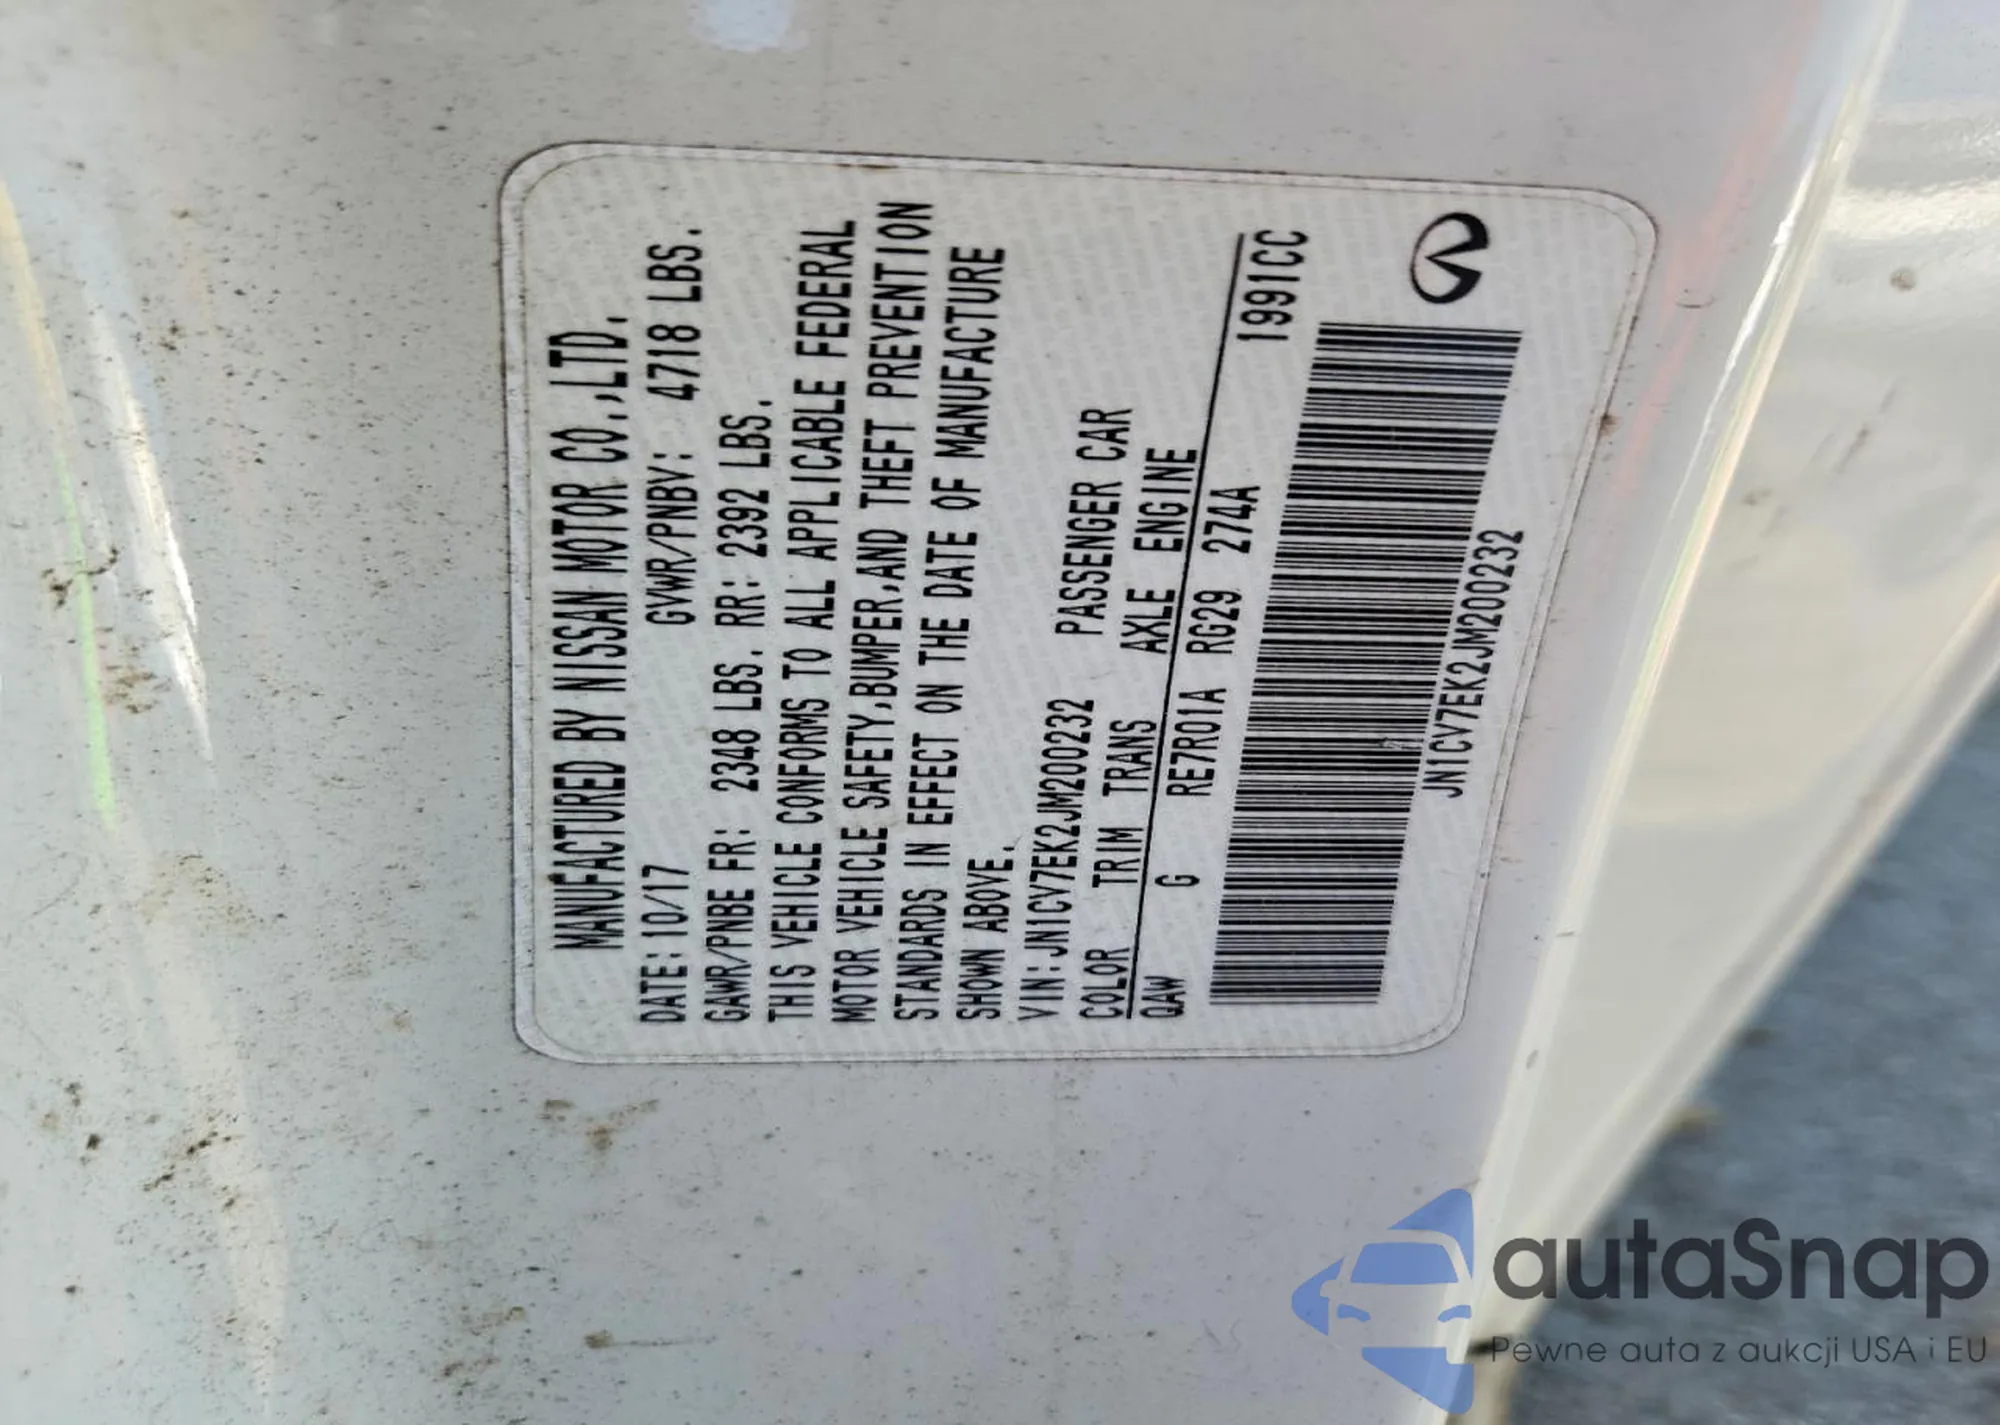 MANUFACTURED BY NISSAN MOTOR CO.,LTD.
DATE:10/17 GVWR/PNBV: 4718 LBS.
GAWR/PNBE FR: 2348 LBS. RR: 2392 LBS.
THIS VEHICLE CONFORMS TO ALL APPLICABLE FEDERAL
MOTOR VEHICLE SAFETY,BUMPER,AND THEFT PREVENTION
STANDARDS IN EFFECT ON THE DATE OF MANUFACTURE
SHOWN ABOVE.
VIN:JN1CV7EK2JM200232 PASSENGER CAR
COLOR TRIM TRANS AXLE ENGINE
QAW G RE7R01A RG29 274A 1991CC
JN1CV7EK2JM200232
autaSnap
Pewne auta z aukcji USA i EU